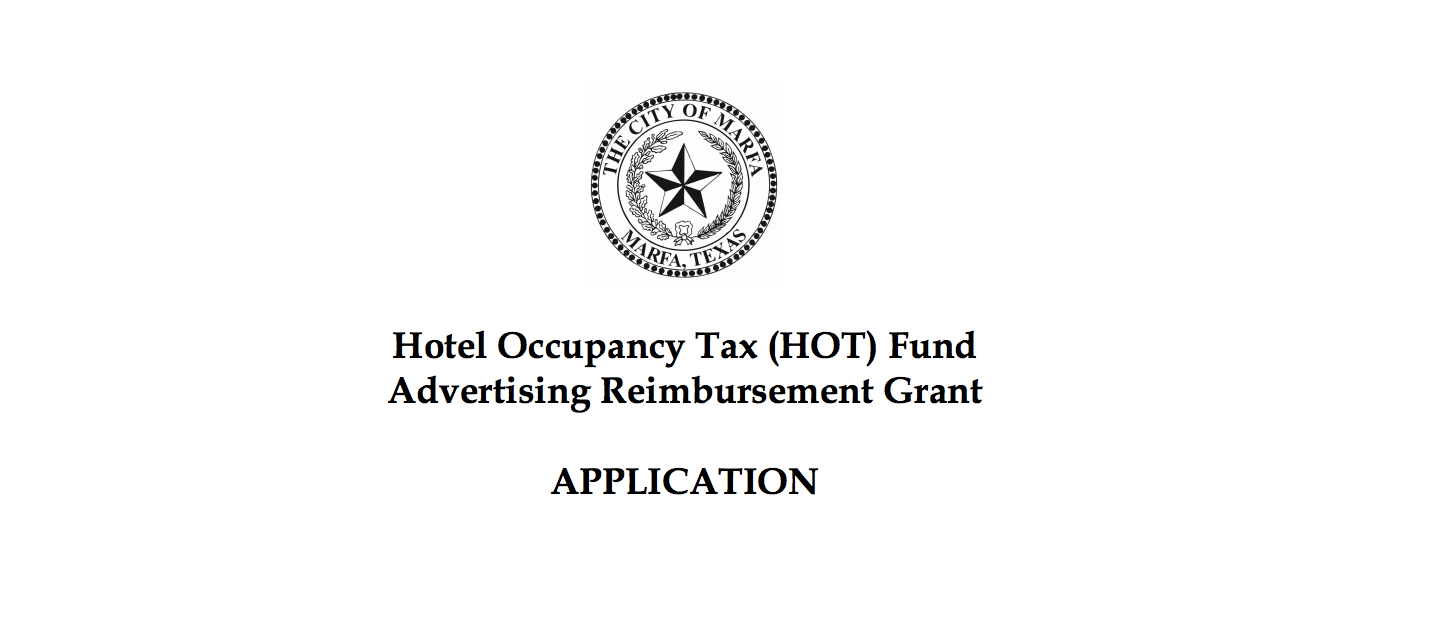 THE CITY OF MARFA
MARFA, TEXAS
Hotel Occupancy Tax (HOT) Fund
Advertising Reimbursement Grant
APPLICATION